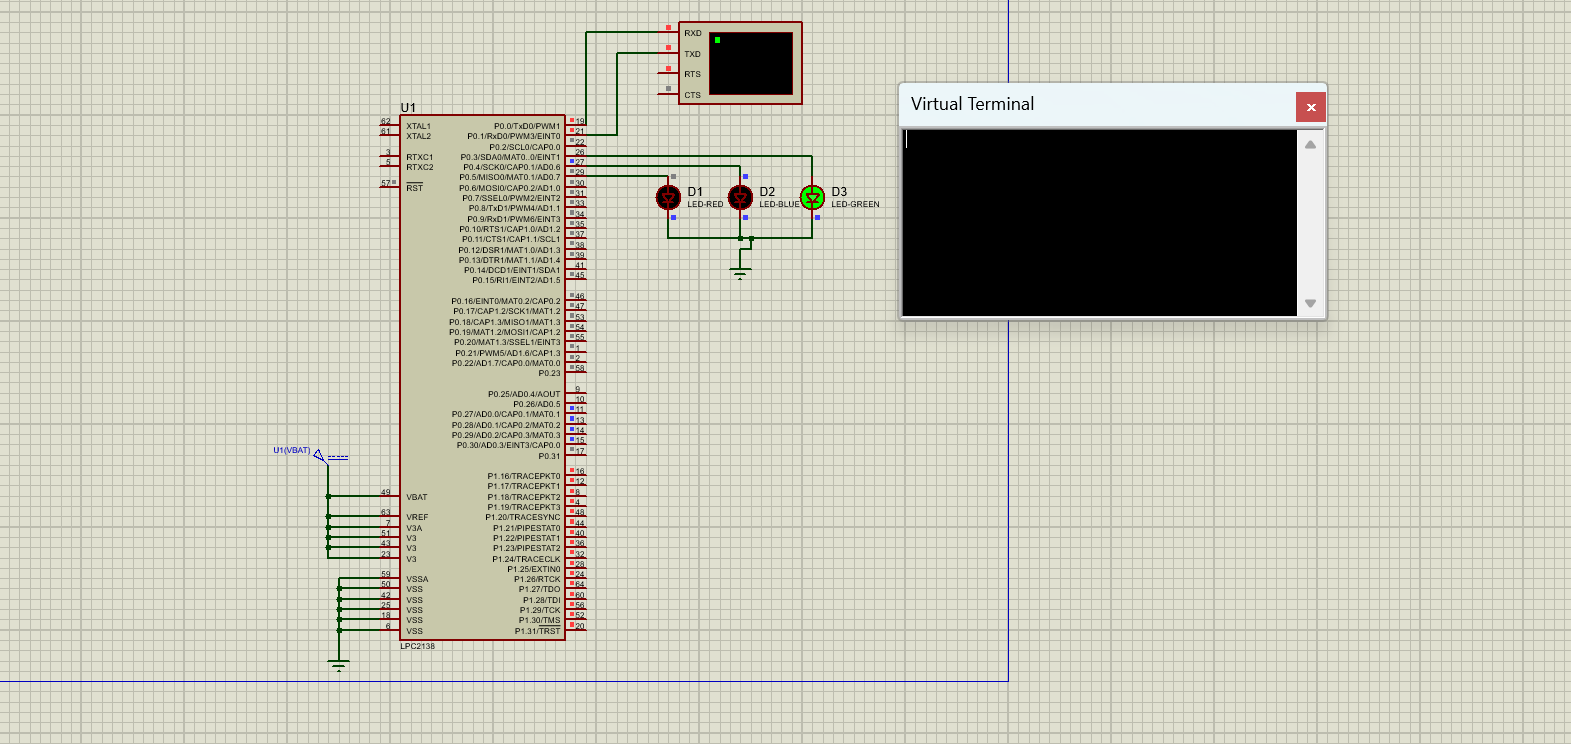 RXD
TXD
RTS
CTS
Virtual Terminal
x
U1
62 XTAL1
61 XTAL2
3 RTXC1
5 RTXC2
57 RST
P0.0/TxD0/PWM1 19
P0.1/RxD0/PWM3/EINT0 21
P0.2/SCL0/CAP0.0 22
P0.3/SDA0/MAT0..0/EINT1 26
P0.4/SCK0/CAP0.1/AD0.6 27
P0.5/MISO0/MAT0.1/AD0.7 29
P0.6/MOSI0/CAP0.2/AD1.0 30
P0.7/SSEL0/PWM2/EINT2 31
P0.8/TxD1/PWM4/AD1.1 33
P0.9/RxD1/PWM6/EINT3 34
P0.10/RTS1/CAP1.0/AD1.2 35
P0.11/CTS1/CAP1.1/SCL1 37
P0.12/DSR1/MAT1.0/AD1.3 38
P0.13/DTR1/MAT1.1/AD1.4 39
P0.14/DCD1/EINT1/SDA1 41
P0.15/RI1/EINT2/AD1.5 45
D1
LED-RED
D2
LED-BLUE
D3
LED-GREEN
P0.16/EINT0/MAT0.2/CAP0.2 46
P0.17/CAP1.2/SCK1/MAT1.2 47
P0.18/CAP1.3/MISO1/MAT1.3 53
P0.19/MAT1.2/MOSI1/CAP1.2 54
P0.20/MAT1.3/SSEL1/EINT3 55
P0.21/PWM5/AD1.6/CAP1.3 1
P0.22/AD1.7/CAP0.0/MAT0.0 2
P0.23 58
P0.25/AD0.4/AOUT 9
P0.26/AD0.5 10
P0.27/AD0.0/CAP0.1/MAT0.1 11
P0.28/AD0.1/CAP0.2/MAT0.2 13
P0.29/AD0.2/CAP0.3/MAT0.3 14
P0.30/AD0.3/EINT3/CAP0.0 15
P0.31 17
U1(VBAT)
49 VBAT
63 VREF
7 V3A
51 V3
43 V3
23 V3
59 VSSA
50 VSS
42 VSS
25 VSS
18 VSS
6 VSS
P1.16/TRACEPKT0 16
P1.17/TRACEPKT1 12
P1.18/TRACEPKT2 8
P1.19/TRACEPKT3 4
P1.20/TRACESYNC 48
P1.21/PIPESTAT0 44
P1.22/PIPESTAT1 40
P1.23/PIPESTAT2 36
P1.24/TRACECLK 32
P1.25/EXTIN0 28
P1.26/RTCK 24
P1.27/TDO 64
P1.28/TDI 60
P1.29/TCK 56
P1.30/TMS 52
P1.31/TRST 20
LPC2138